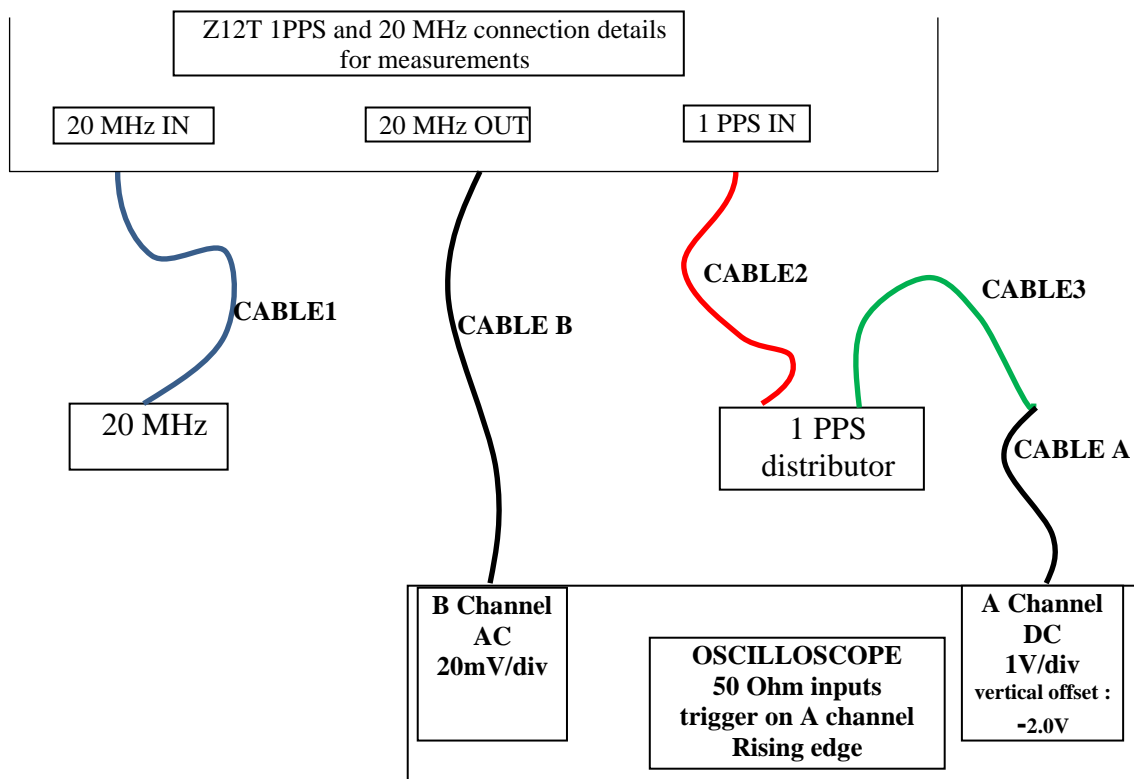 Z12T 1PPS and 20 MHz connection details
for measurements
20 MHz IN
20 MHz OUT
1 PPS IN
CABLE1
CABLE B
CABLE2
CABLE3
20 MHz
1 PPS
distributor
CABLE A
B Channel
AC
20mV/div
OSCILLOSCOPE
50 Ohm inputs
trigger on A channel
Rising edge
A Channel
DC
1V/div
vertical offset :
-2.0V